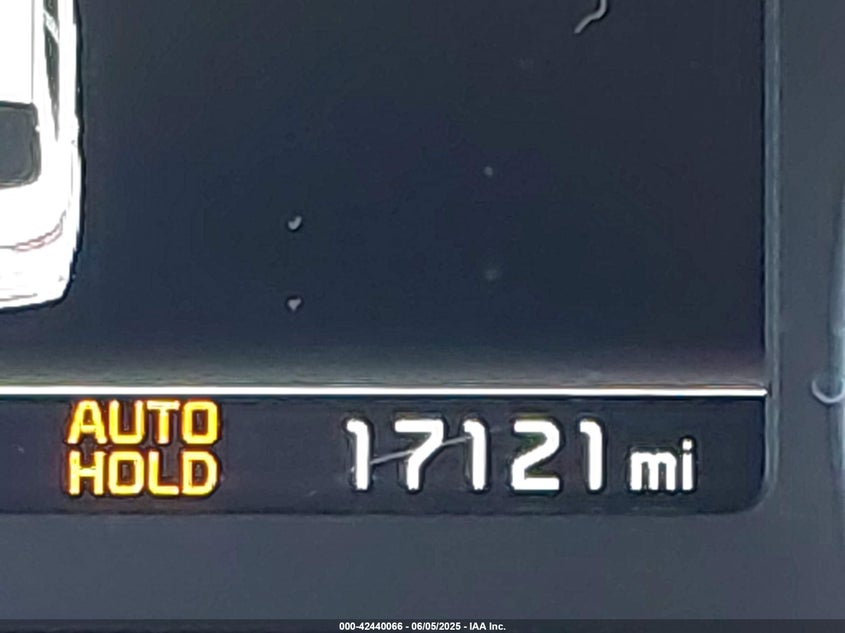 AUTO
HOLD
17121 mi
000-42440066 - 06/05/2025 - IAA Inc.